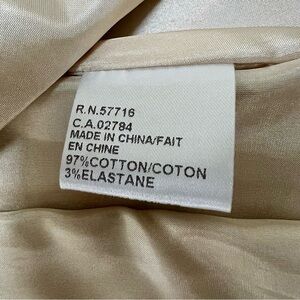 R.N.57716
C.A.02784
MADE IN CHINA/FAIT
EN CHINE
97%COTTON/COTON
3%ELASTANE